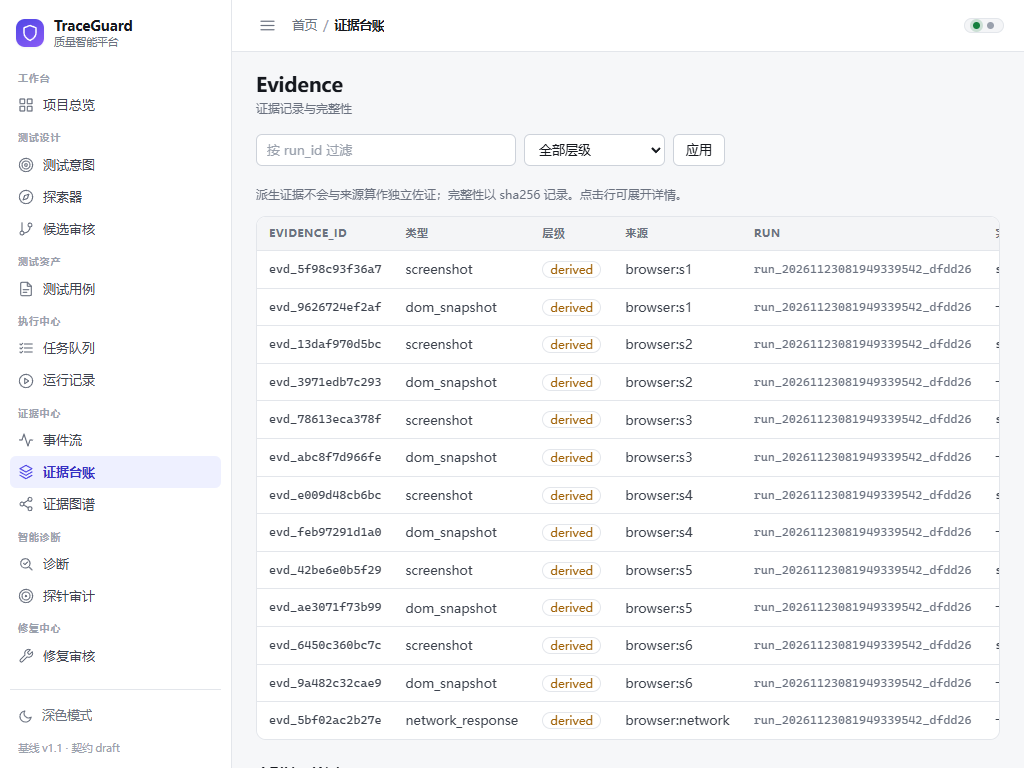 TraceGuard
质量智能平台
工作台
项目总览
测试设计
测试意图
探索器
候选审核
测试资产
测试用例
执行中心
任务队列
运行记录
证据中心
事件流
证据台账
证据图谱
智能诊断
诊断
探针审计
修复中心
修复审核
深色模式
基线 v1.1 · 契约 draft
首页 / 证据台账
Evidence
证据记录与完整性
按 run_id 过滤 全部层级 应用
派生证据不会与来源算作独立佐证；完整性以 sha256 记录。点击行可展开详情。
EVIDENCE_ID 类型 层级 来源 RUN
evd_5f98c93f36a7 screenshot derived browser:s1 run_20261123081949339542_dfdd26
evd_9626724ef2af dom_snapshot derived browser:s1 run_20261123081949339542_dfdd26
evd_13daf970d5bc screenshot derived browser:s2 run_20261123081949339542_dfdd26
evd_3971edb7c293 dom_snapshot derived browser:s2 run_20261123081949339542_dfdd26
evd_78613eca378f screenshot derived browser:s3 run_20261123081949339542_dfdd26
evd_abc8f7d966fe dom_snapshot derived browser:s3 run_20261123081949339542_dfdd26
evd_e009d48cb6bc screenshot derived browser:s4 run_20261123081949339542_dfdd26
evd_feb97291d1a0 dom_snapshot derived browser:s4 run_20261123081949339542_dfdd26
evd_42be6e0b5f29 screenshot derived browser:s5 run_20261123081949339542_dfdd26
evd_ae3071f73b99 dom_snapshot derived browser:s5 run_20261123081949339542_dfdd26
evd_6450c360bc7c screenshot derived browser:s6 run_20261123081949339542_dfdd26
evd_9a482c32cae9 dom_snapshot derived browser:s6 run_20261123081949339542_dfdd26
evd_5bf02ac2b27e network_response derived browser:network run_20261123081949339542_dfdd26